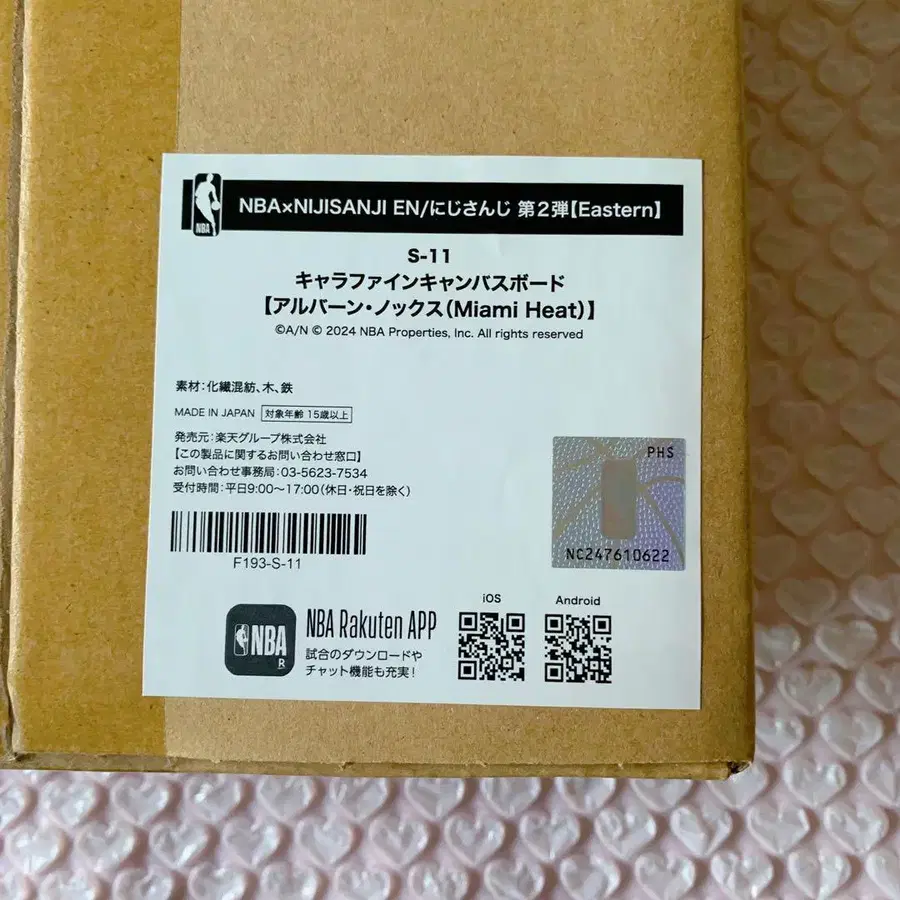 NBA
NBA×NIJISANJI EN/にじさんじ 第2弾【Eastern】
S-11
キャラファインキャンバスボード
【アルバーン・ノックス(Miami Heat)】
©A/N © 2024 NBA Properties, Inc. All rights reserved
素材:化繊混紡、木、鉄
MADE IN JAPAN 対象年齢 15歳以上
発売元:楽天グループ株式会社
【この製品に関するお問い合わせ窓口】
お問い合わせ事務局:03-5623-7534
受付時間:平日9:00〜17:00(休日・祝日を除く)
F193-S-11
PHS
NC247610622
NBA
R
NBA Rakuten APP
試合のダウンロードや
チャット機能も充実!
iOS
Android